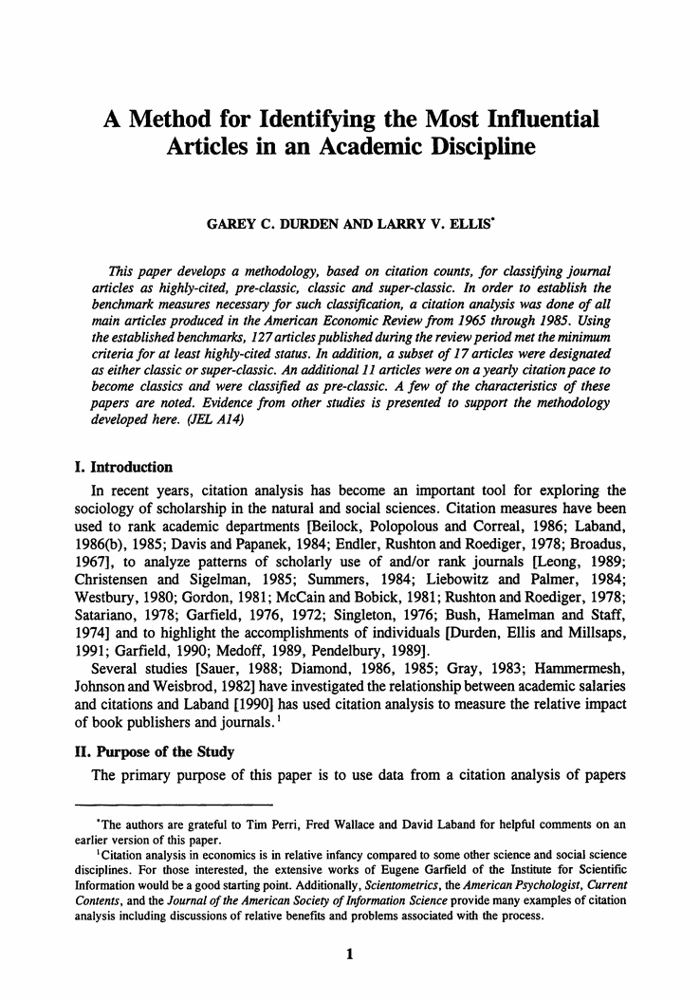 A Method for Identifying the Most Influential
Articles in an Academic Discipline
GAREY C. DURDEN AND LARRY V. ELLIS*
This paper develops a methodology, based on citation counts, for classifying journal
articles as highly-cited, pre-classic, classic and super-classic. In order to establish the
benchmark measures necessary for such classification, a citation analysis was done of all
main articles produced in the American Economic Review from 1965 through 1985. Using
the established benchmarks, 127 articles published during the review period met the minimum
criteria for at least highly-cited status. In addition, a subset of 17 articles were designated
as either classic or super-classic. An additional 11 articles were on a yearly citation pace to
become classics and were classified as pre-classic. A few of the characteristics of these
papers are noted. Evidence from other studies is presented to support the methodology
developed here. (JEL A14)
I. Introduction
In recent years, citation analysis has become an important tool for exploring the
sociology of scholarship in the natural and social sciences. Citation measures have been
used to rank academic departments [Beilock, Polopolous and Correal, 1986; Laband,
1986(b), 1985; Davis and Papanek, 1984; Endler, Rushton and Roediger, 1978; Broadus,
1967], to analyze patterns of scholarly use of and/or rank journals [Leong, 1989;
Christensen and Sigelman, 1985; Summers, 1984; Liebowitz and Palmer, 1984;
Westbury, 1980; Gordon, 1981; McCain and Bobick, 1981; Rushton and Roediger, 1978;
Satariano, 1978; Garfield, 1976, 1972; Singleton, 1976; Bush, Hamelman and Staff,
1974] and to highlight the accomplishments of individuals [Durden, Ellis and Millsaps,
1991; Garfield, 1990; Medoff, 1989, Pendelbury, 1989].
Several studies [Sauer, 1988; Diamond, 1986, 1985; Gray, 1983; Hammermesh,
Johnson and Weisbrod, 1982] have investigated the relationship between academic salaries
and citations and Laband [1990] has used citation analysis to measure the relative impact
of book publishers and journals.1
II. Purpose of the Study
The primary purpose of this paper is to use data from a citation analysis of papers
*The authors are grateful to Tim Perri, Fred Wallace and David Laband for helpful comments on an
earlier version of this paper.
1Citation analysis in economics is in relative infancy compared to some other science and social science
disciplines. For those interested, the extensive works of Eugene Garfield of the Institute for Scientific
Information would be a good starting point. Additionally, Scientometrics, the American Psychologist, Current
Contents, and the Journal of the American Society of Information Science provide many examples of citation
analysis including discussions of relative benefits and problems associated with the process.
1